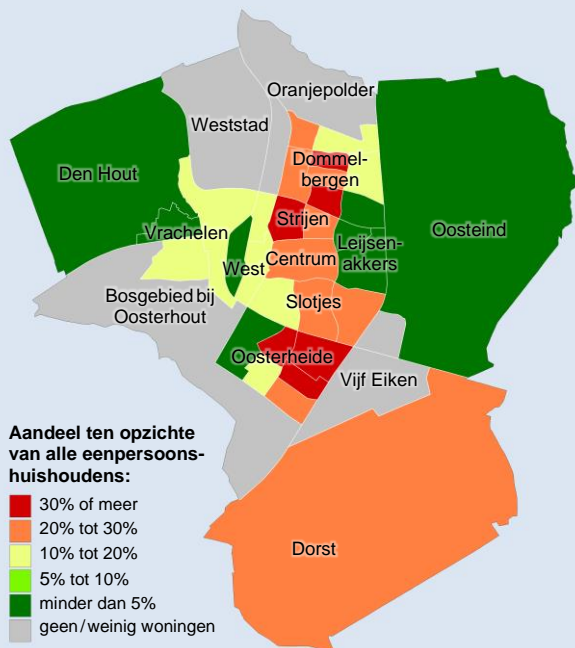 Oranjepolder
Weststad
Dommel-
bergen
Den Hout
Strijen
Vrachelen
Leijsen-
akkers
Oosteind
Centrum
West
Bosgebied bij
Oosterhout
Slotjes
Oosterheide
Vijf Eiken
Dorst
Aandeel ten opzichte
van alle eenpersoons-
huishoudens:
30% of meer
20% tot 30%
10% tot 20%
5% tot 10%
minder dan 5%
geen/weinig woningen